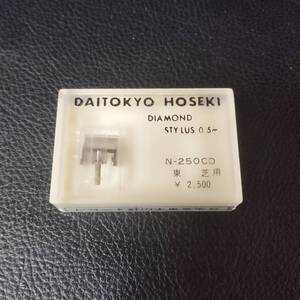 DAITOKYO HOSEKI
DIAMOND
STYLUS 0.5
N-250CD
東 芝用
¥ 2,500